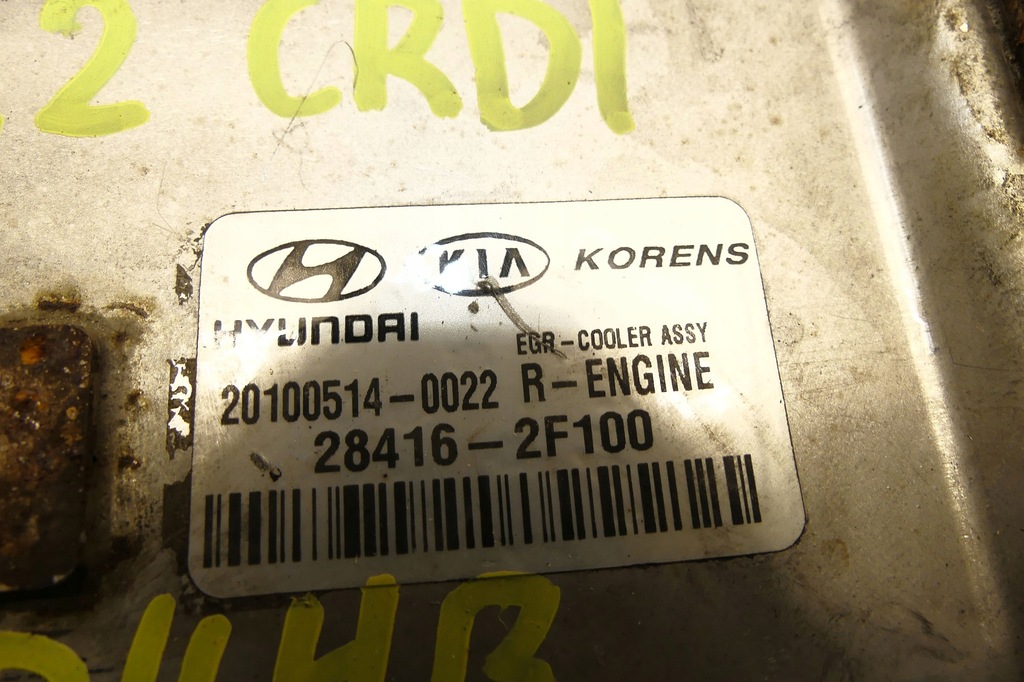 2 CRDI
KIA KORENS
HYUNDAI
EGR-COOLER ASSY
20100514-0022 R-ENGINE
28416-2F100